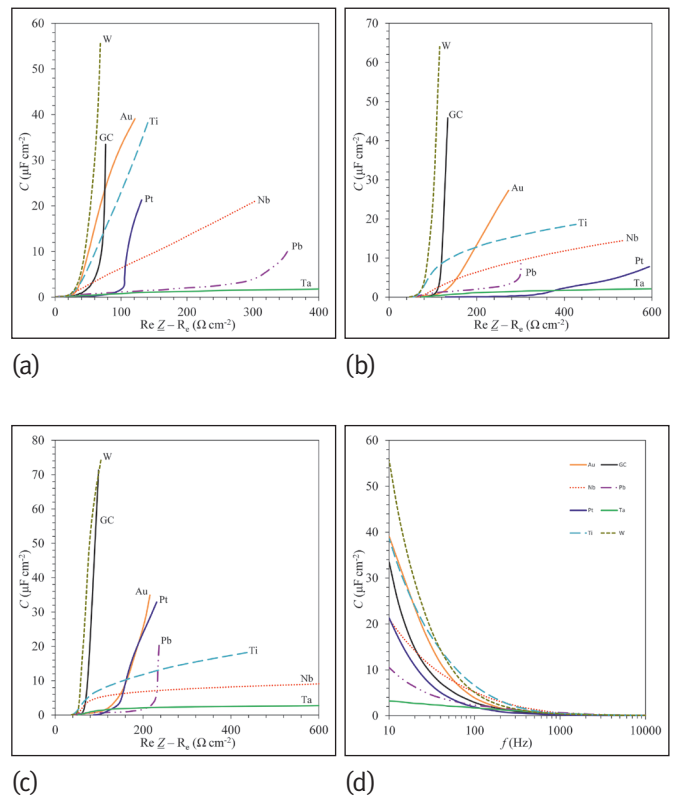 60
50
40
30
20
10
0
C (μF cm⁻²)
W
Au
Ti
GC
Pt
Nb
Pb
Ta
0 100 200 300 400
Re Z – Rₑ (Ω cm⁻²)
(a)
70
60
50
40
30
20
10
0
C (μF cm⁻²)
W
GC
Au
Ti
Nb
Pb
Pt
Ta
0 200 400 600
Re Z – Rₑ (Ω cm⁻²)
(b)
80
70
60
50
40
30
20
10
0
C (μF cm⁻²)
W
GC
Au
Pt
Pb
Ti
Nb
Ta
0 200 400 600
Re Z – Rₑ (Ω cm⁻²)
(c)
60
50
40
30
20
10
0
C (μF cm⁻²)
Au GC
Nb Pb
Pt Ta
Ti W
10 100 1000 10000
f (Hz)
(d)